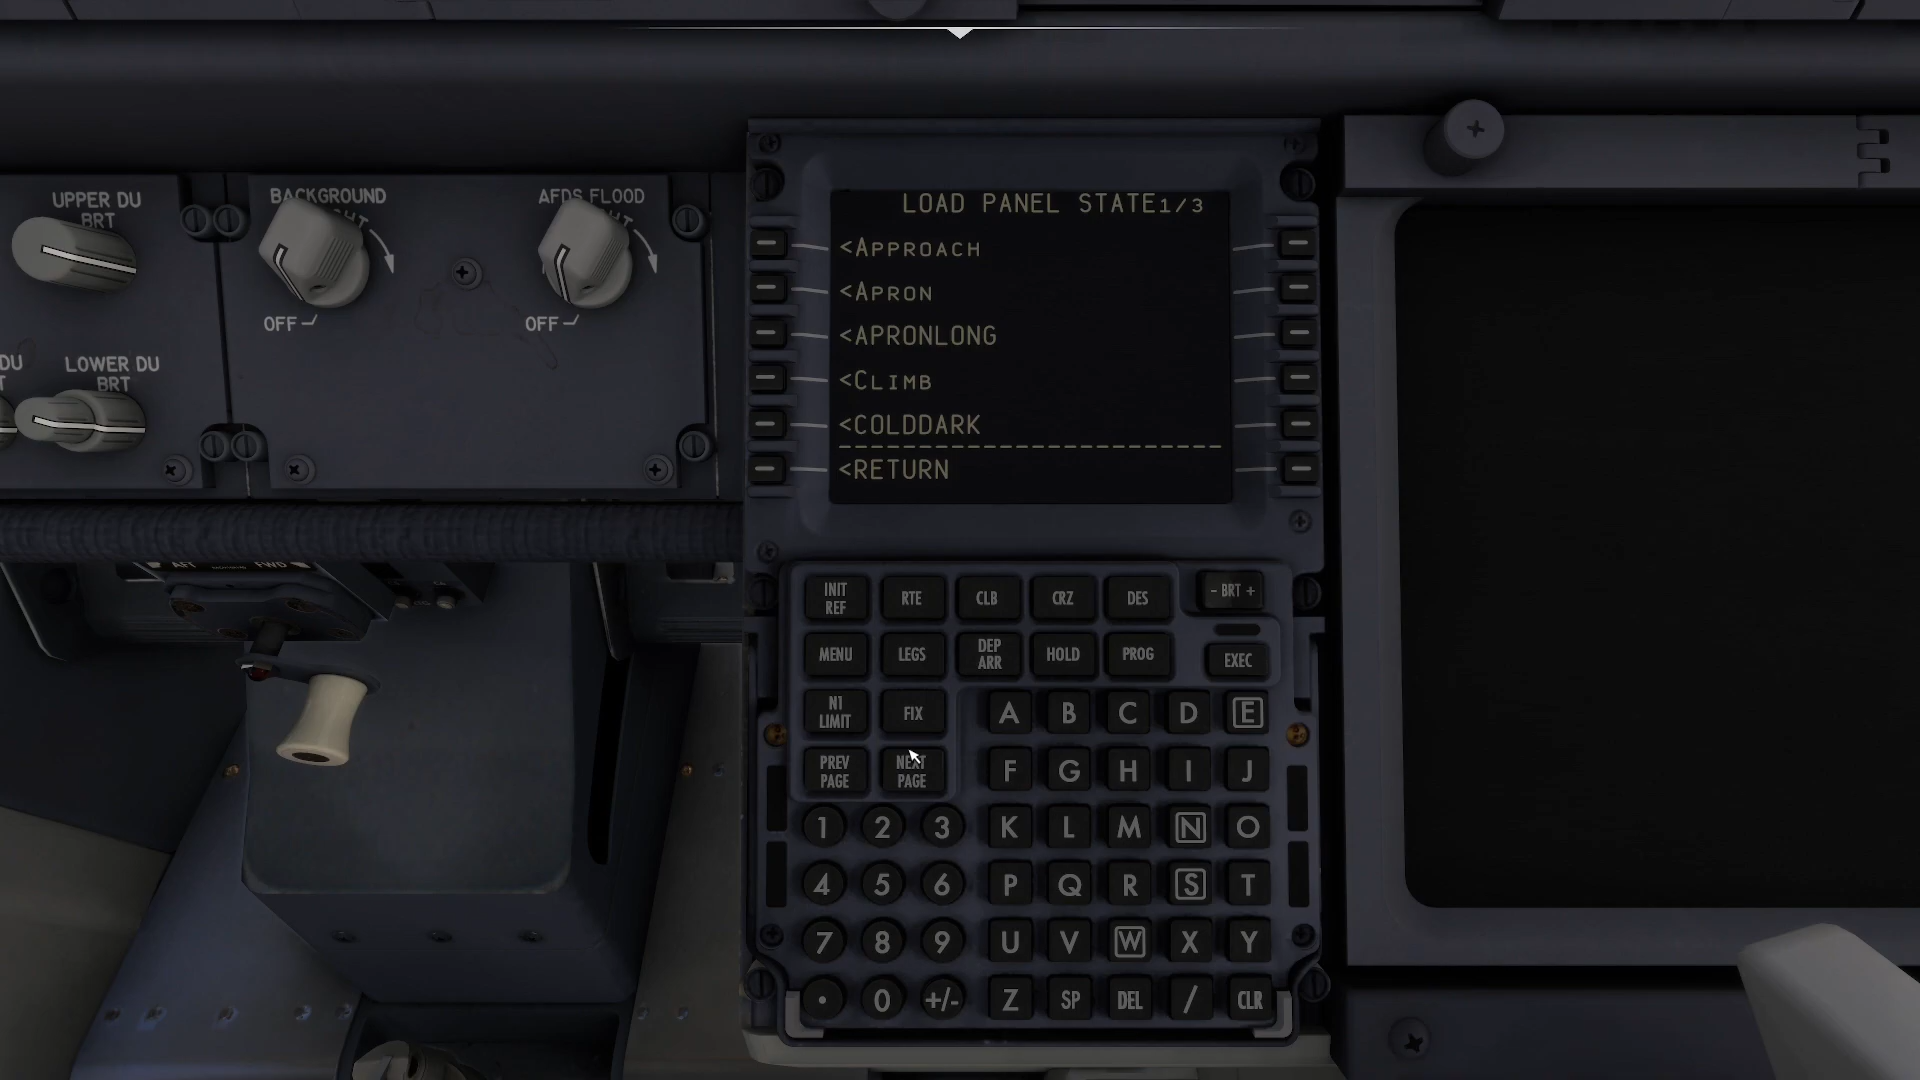 UPPER DU
BRT
BACKGROUND
AFDS FLOOD
OFF
OFF
DU
LOWER DU
BRT
LOAD PANEL STATE1/3
<APPROACH
<APRON
<APRONLONG
<CLIMB
<COLDDARK
------------------------
<RETURN
AFT
FWD
INIT
REF
RTE
CLB
CRZ
DES
- BRT +
MENU
LEGS
DEP
ARR
HOLD
PROG
EXEC
N1
LIMIT
FIX
A B C D E
PREV
PAGE
NEXT
PAGE
F G H I J
1 2 3 K L M N O
4 5 6 P Q R S T
7 8 9 U V W X Y
. 0 +/- Z SP DEL / CLR